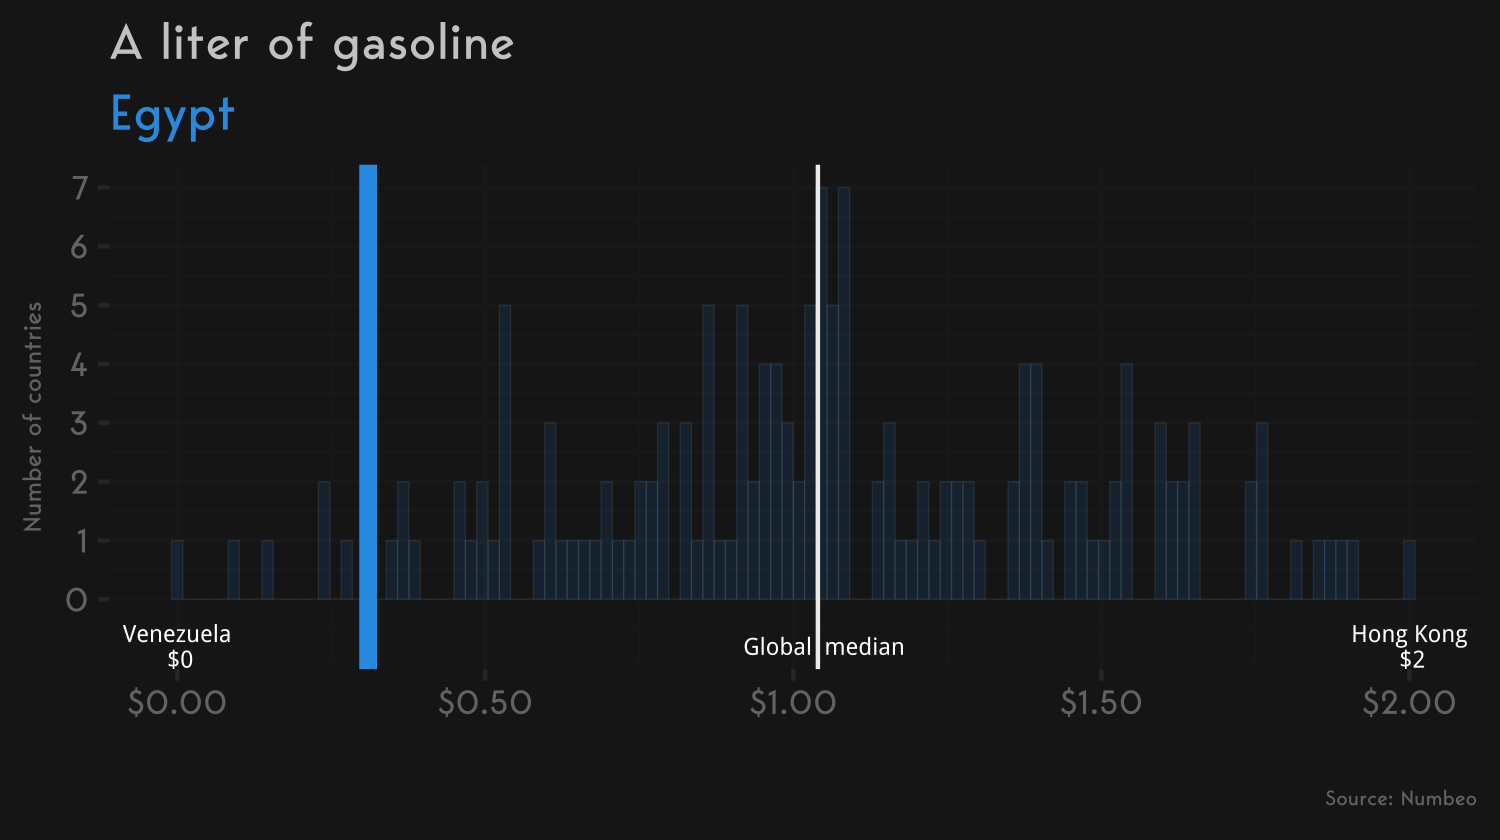 A liter of gasoline
Egypt
Number of countries
7
6
5
4
3
2
1
0
Venezuela
$0
Global median
Hong Kong
$2
$0.00 $0.50 $1.00 $1.50 $2.00
Source: Numbeo